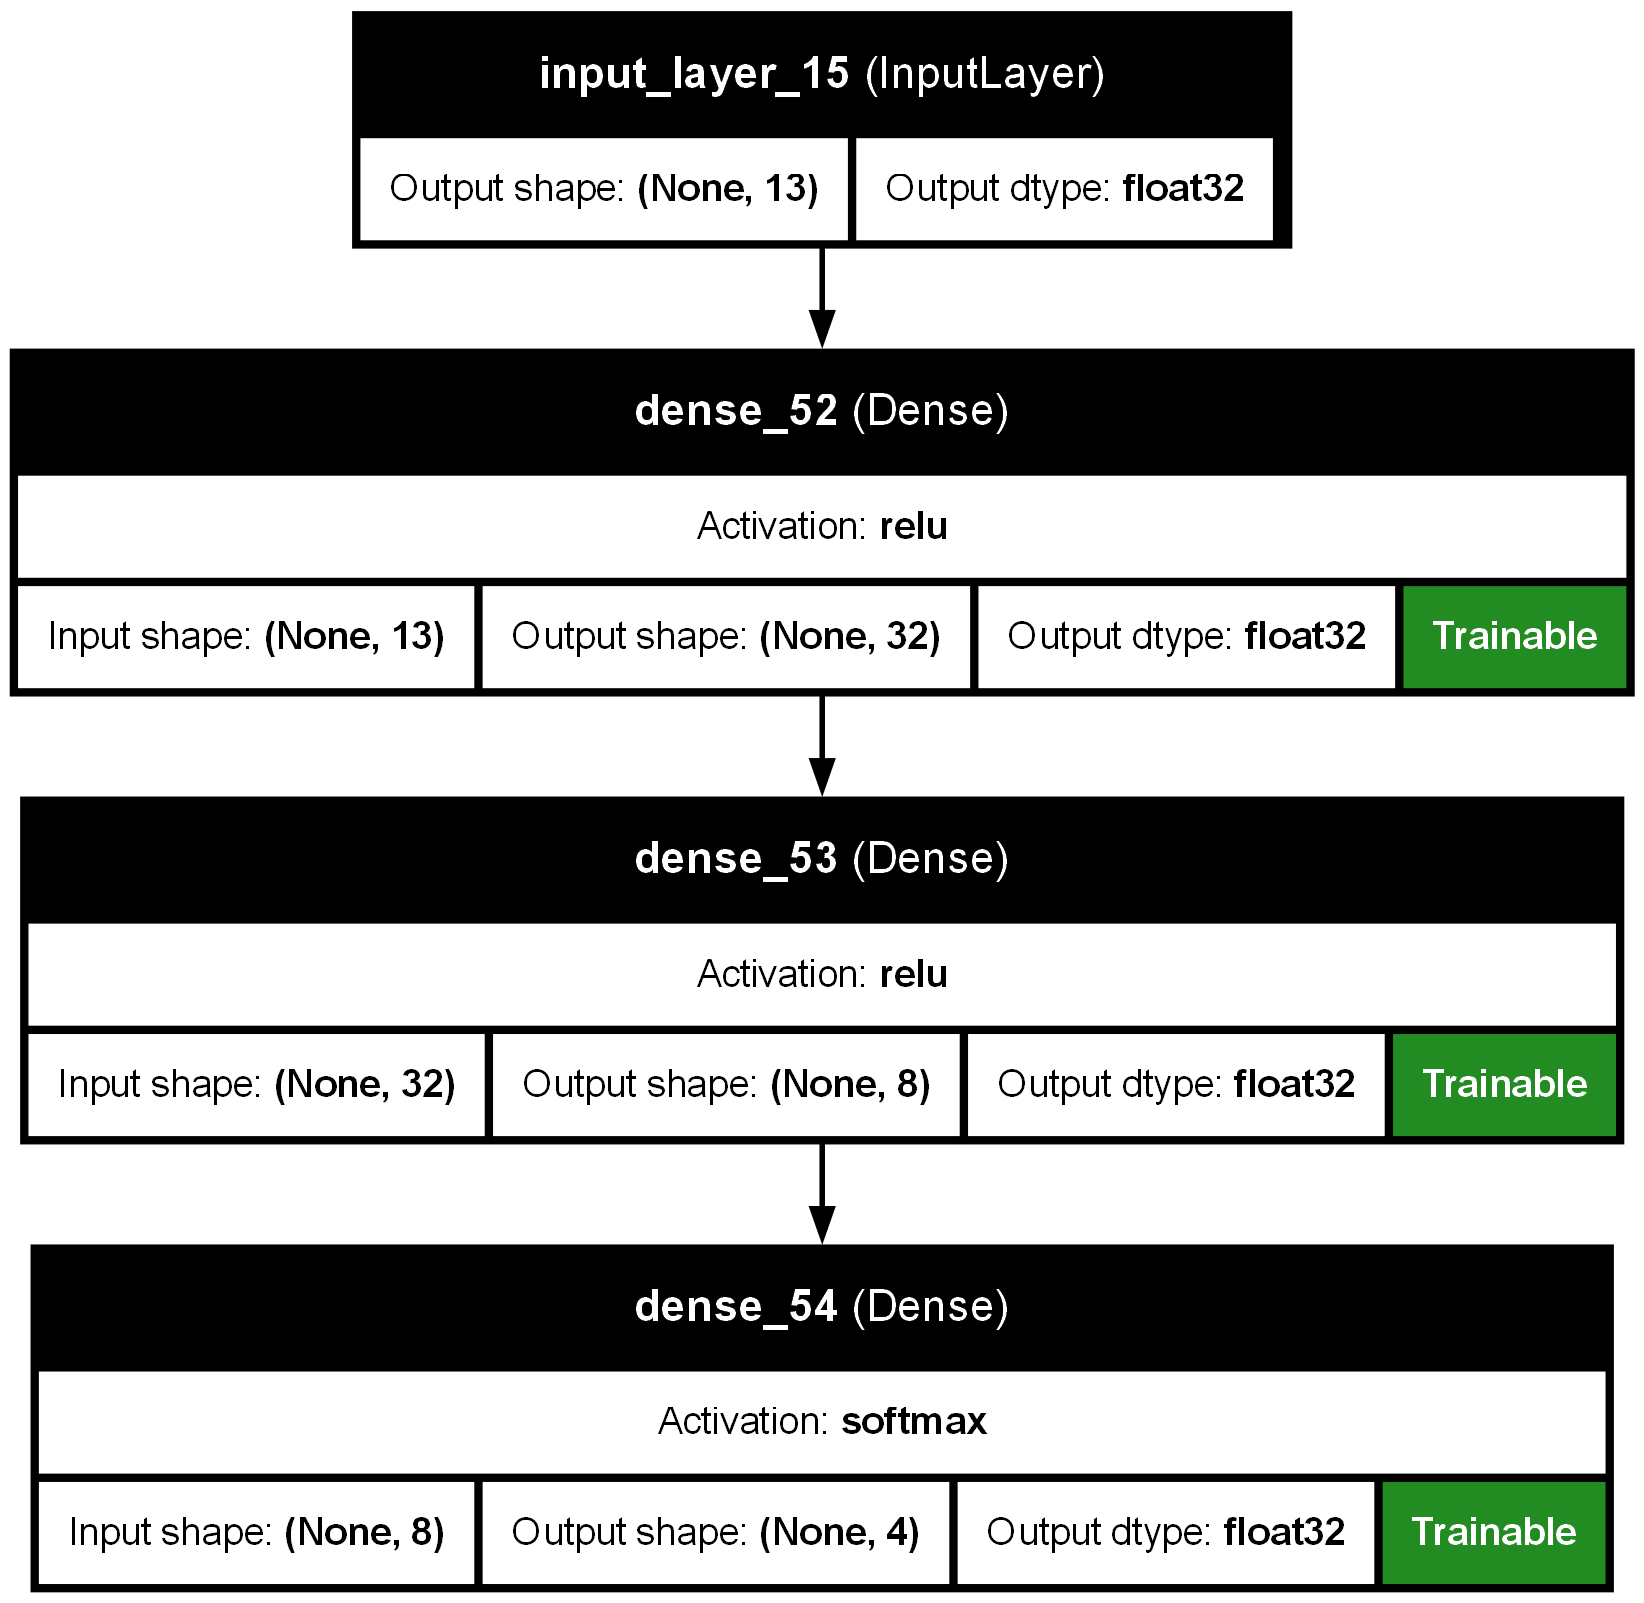 input_layer_15 (InputLayer)
Output shape: (None, 13) Output dtype: float32
dense_52 (Dense)
Activation: relu
Input shape: (None, 13) Output shape: (None, 32) Output dtype: float32 Trainable
dense_53 (Dense)
Activation: relu
Input shape: (None, 32) Output shape: (None, 8) Output dtype: float32 Trainable
dense_54 (Dense)
Activation: softmax
Input shape: (None, 8) Output shape: (None, 4) Output dtype: float32 Trainable